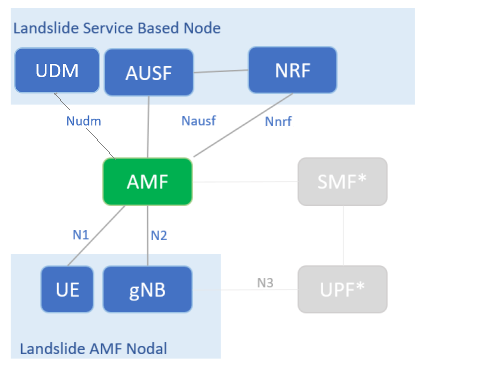 Landslide Service Based Node
UDM
AUSF
NRF
Nudm
Nausf
Nnrf
AMF
SMF*
N1
N2
UE
gNB
N3
UPF*
Landslide AMF Nodal